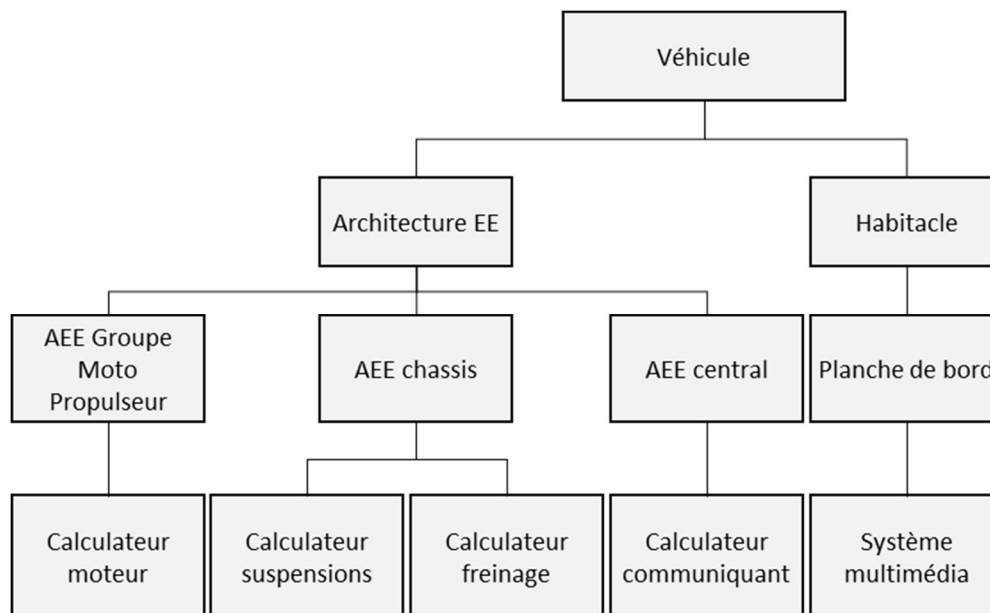 Véhicule
Architecture EE
Habitacle
AEE Groupe
Moto
Propulseur
AEE chassis
AEE central
Planche de bord
Calculateur
moteur
Calculateur
suspensions
Calculateur
freinage
Calculateur
communiquant
Système
multimédia